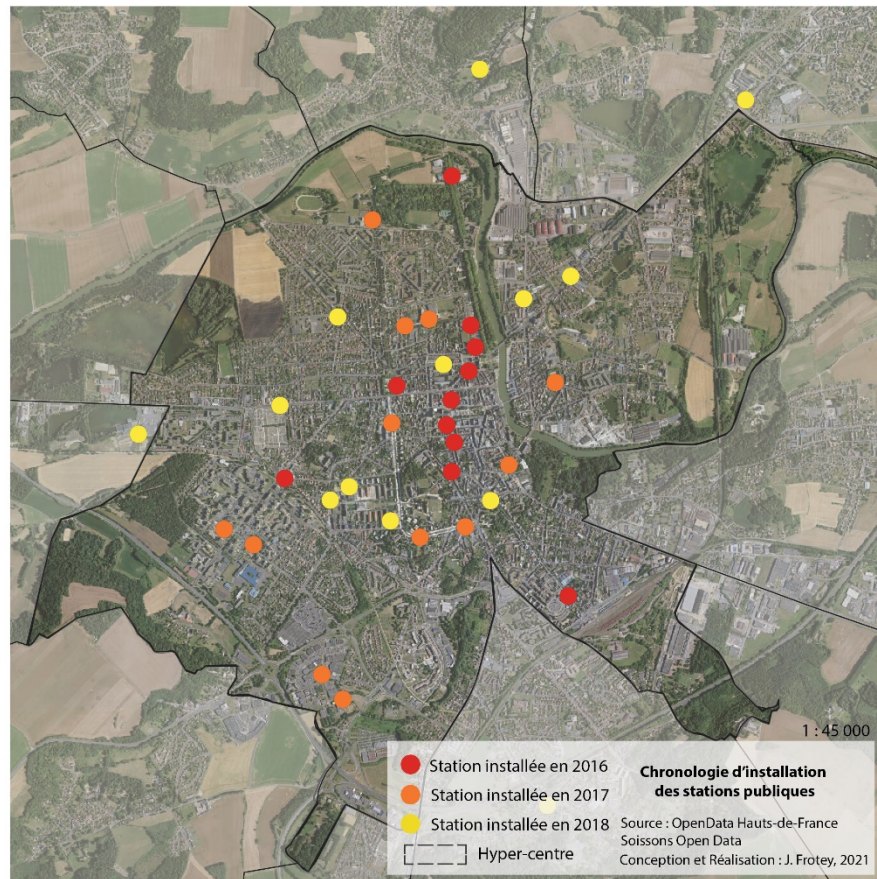 1 : 45 000
Station installée en 2016
Station installée en 2017
Station installée en 2018
Hyper-centre
Chronologie d’installation
des stations publiques
Source : OpenData Hauts-de-France
Soissons Open Data
Conception et Réalisation : J. Frotey, 2021